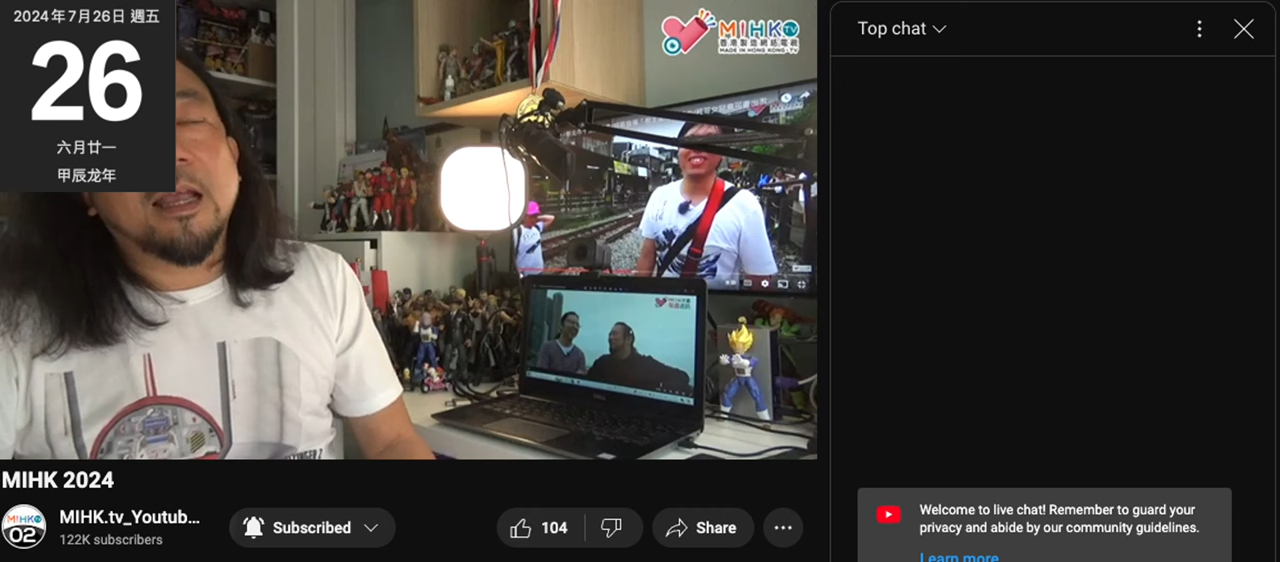 2024年7月26日 週五
26
六月廿一
甲辰龙年
MIHK TV
香港製造網絡電視
MADE IN HONG KONG . TV
DELL
MIHK 2024
MIHK TV
02
MIHK.tv_Youtub...
122K subscribers
Subscribed
104
Share
Top chat
Welcome to live chat! Remember to guard your
privacy and abide by our community guidelines.
Learn more